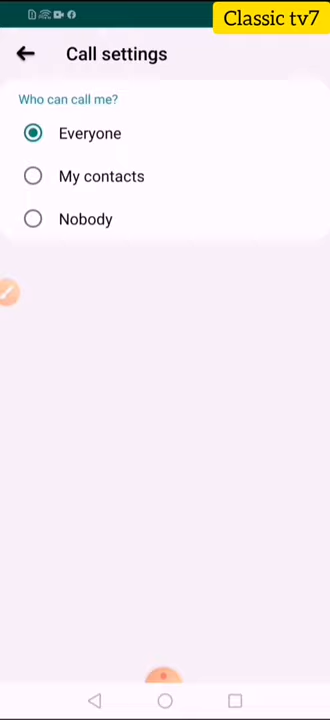 Classic tv7
Call settings
Who can call me?
Everyone
My contacts
Nobody